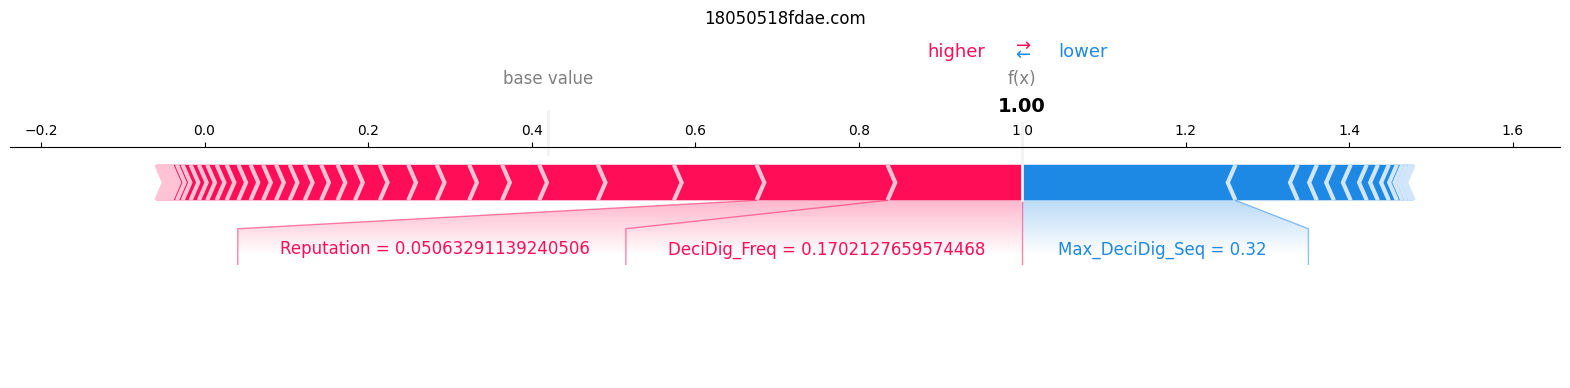 18050518fdae.com
higher ⇄ lower
base value f(x)
1.00
−0.2 0.0 0.2 0.4 0.6 0.8 1.0 1.2 1.4 1.6
Reputation = 0.05063291139240506 DeciDig_Freq = 0.1702127659574468 Max_DeciDig_Seq = 0.32